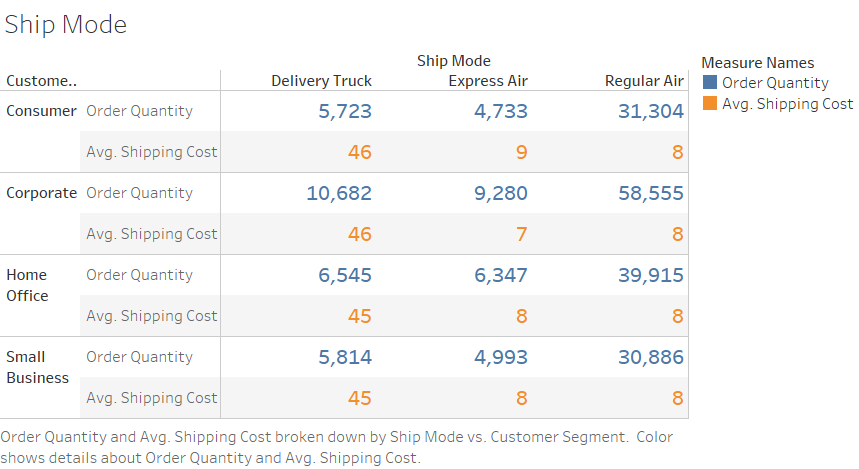 Ship Mode
Ship Mode
Custome.. Delivery Truck Express Air Regular Air
Consumer Order Quantity 5,723 4,733 31,304
Avg. Shipping Cost 46 9 8
Corporate Order Quantity 10,682 9,280 58,555
Avg. Shipping Cost 46 7 8
Home Order Quantity 6,545 6,347 39,915
Office
Avg. Shipping Cost 45 8 8
Small Order Quantity 5,814 4,993 30,886
Business
Avg. Shipping Cost 45 8 8
Measure Names
Order Quantity
Avg. Shipping Cost
Order Quantity and Avg. Shipping Cost broken down by Ship Mode vs. Customer Segment. Color
shows details about Order Quantity and Avg. Shipping Cost.